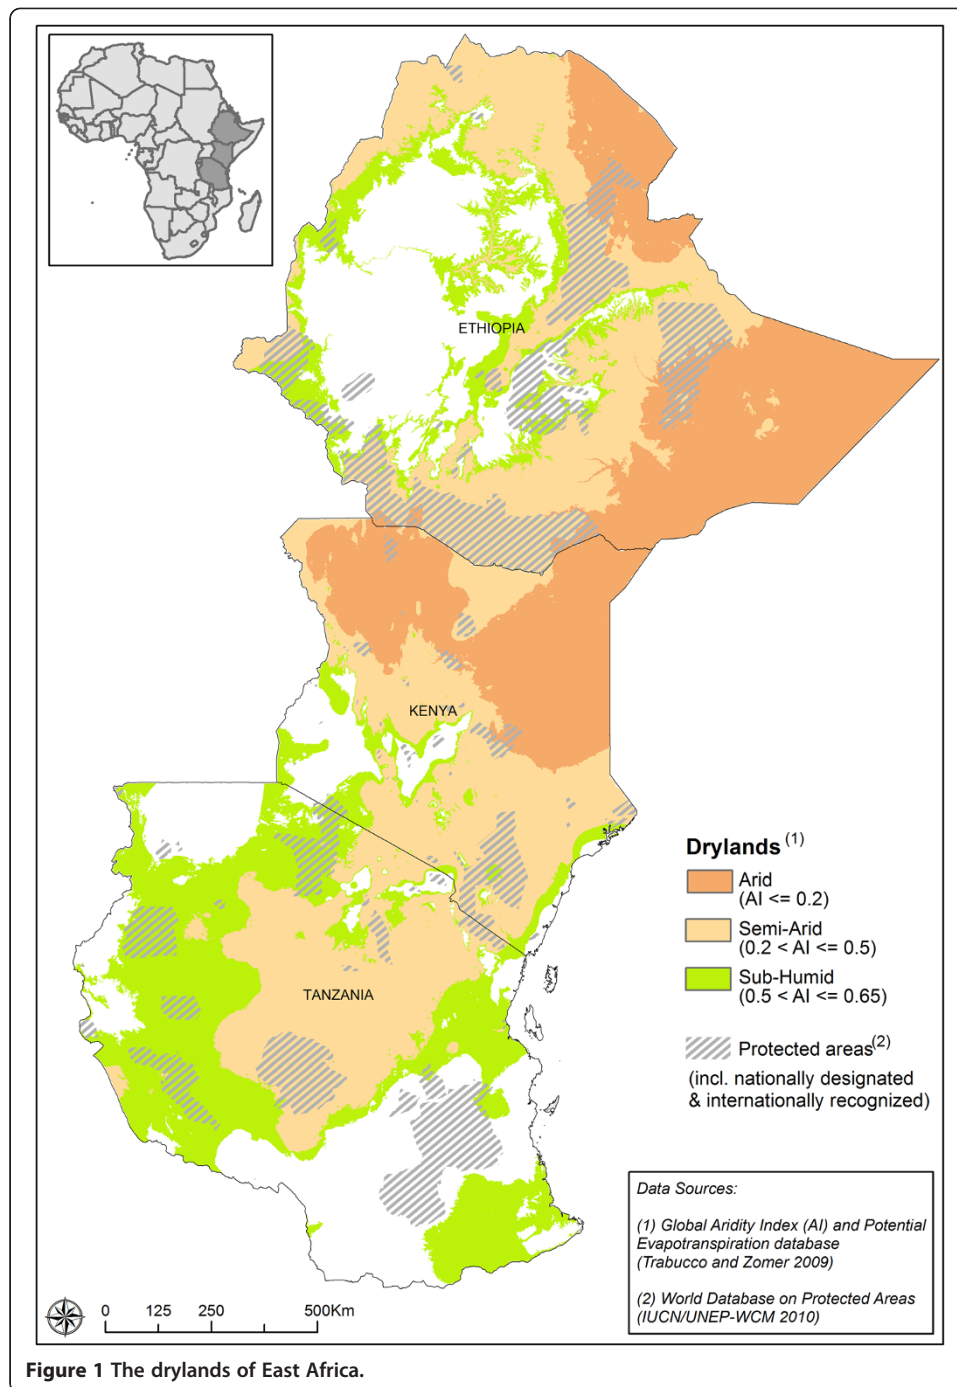 ETHIOPIA
KENYA
TANZANIA
Drylands (1)
Arid
(AI <= 0.2)
Semi-Arid
(0.2 < AI <= 0.5)
Sub-Humid
(0.5 < AI <= 0.65)
Protected areas(2)
(incl. nationally designated
& internationally recognized)
Data Sources:
(1) Global Aridity Index (AI) and Potential
Evapotranspiration database
(Trabucco and Zomer 2009)
(2) World Database on Protected Areas
(IUCN/UNEP-WCM 2010)
0 125 250 500Km
Figure 1 The drylands of East Africa.